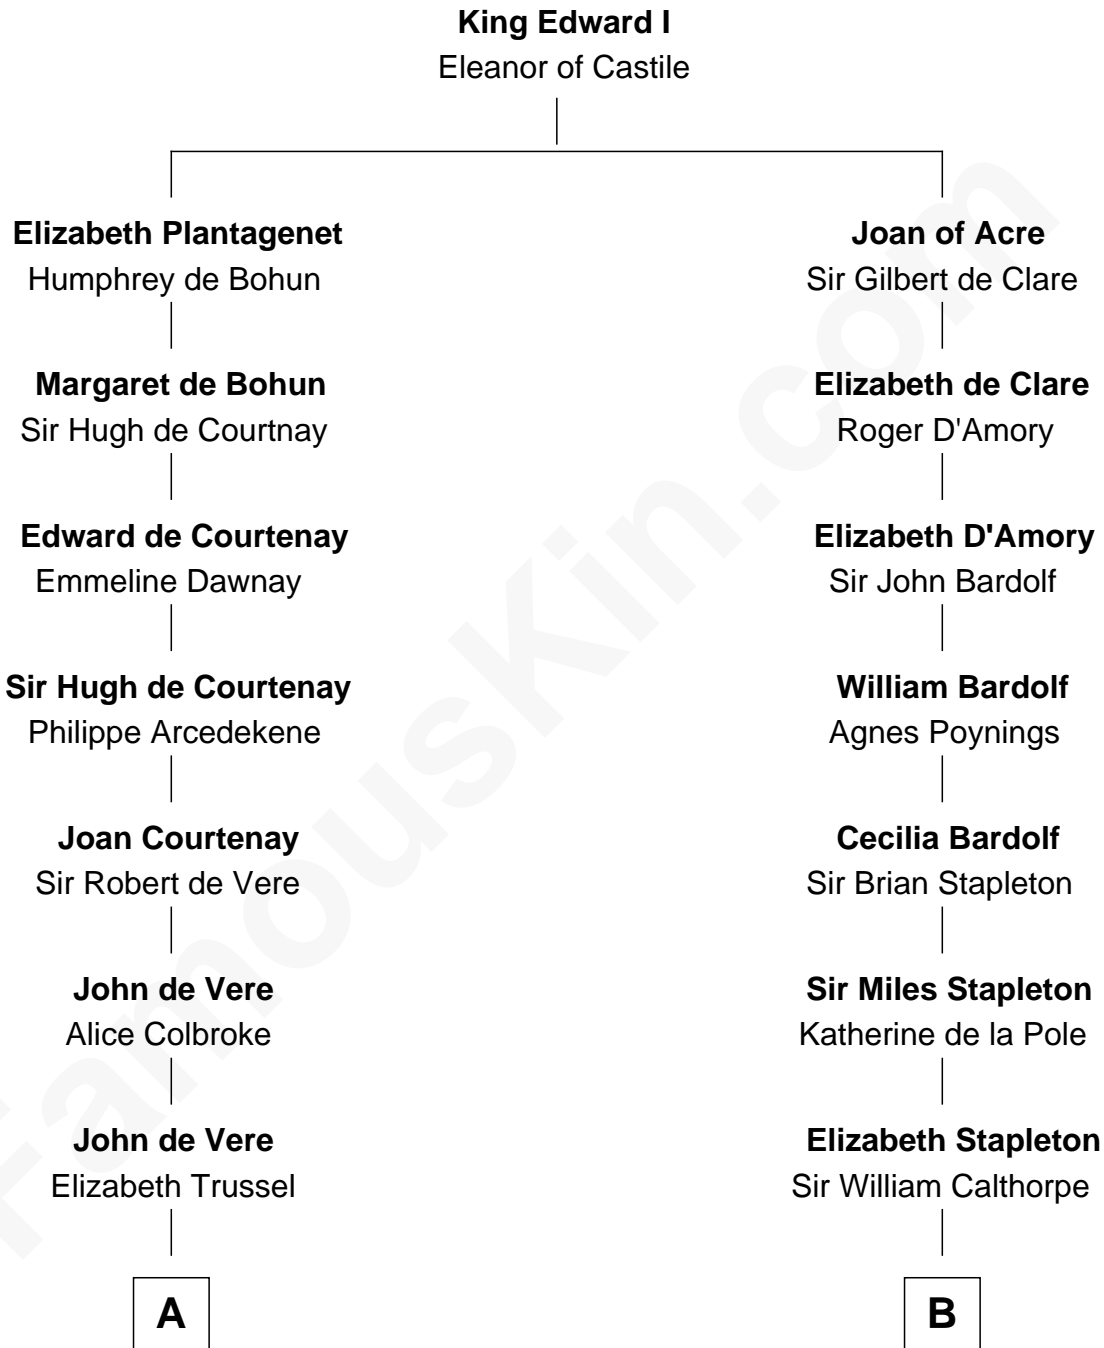 King Edward I
Eleanor of Castile
Elizabeth Plantagenet
Humphrey de Bohun
Margaret de Bohun
Sir Hugh de Courtnay
Edward de Courtenay
Emmeline Dawnay
Sir Hugh de Courtenay
Philippe Arcedekene
Joan Courtenay
Sir Robert de Vere
John de Vere
Alice Colbroke
John de Vere
Elizabeth Trussel
A
Joan of Acre
Sir Gilbert de Clare
Elizabeth de Clare
Roger D'Amory
Elizabeth D'Amory
Sir John Bardolf
William Bardolf
Agnes Poynings
Cecilia Bardolf
Sir Brian Stapleton
Sir Miles Stapleton
Katherine de la Pole
Elizabeth Stapleton
Sir William Calthorpe
B
FamousKin.com